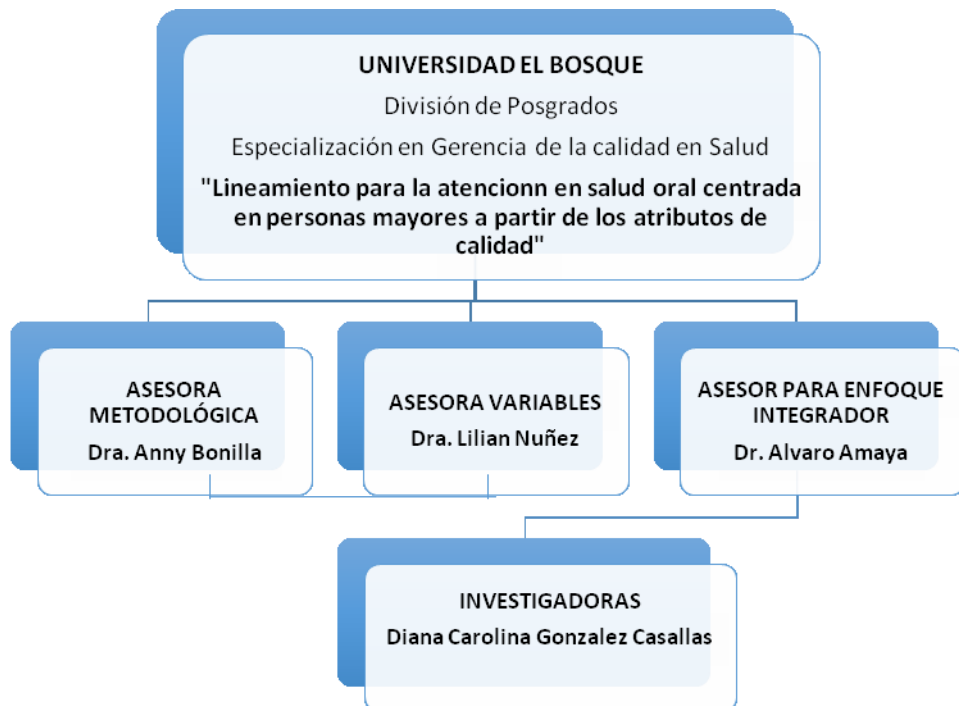 UNIVERSIDAD EL BOSQUE
División de Posgrados
Especialización en Gerencia de la calidad en Salud
"Lineamiento para la atencionn en salud oral centrada
en personas mayores a partir de los atributos de
calidad"
ASESORA
METODOLÓGICA
Dra. Anny Bonilla
ASESORA VARIABLES
Dra. Lilian Nuñez
ASESOR PARA ENFOQUE
INTEGRADOR
Dr. Alvaro Amaya
INVESTIGADORAS
Diana Carolina Gonzalez Casallas